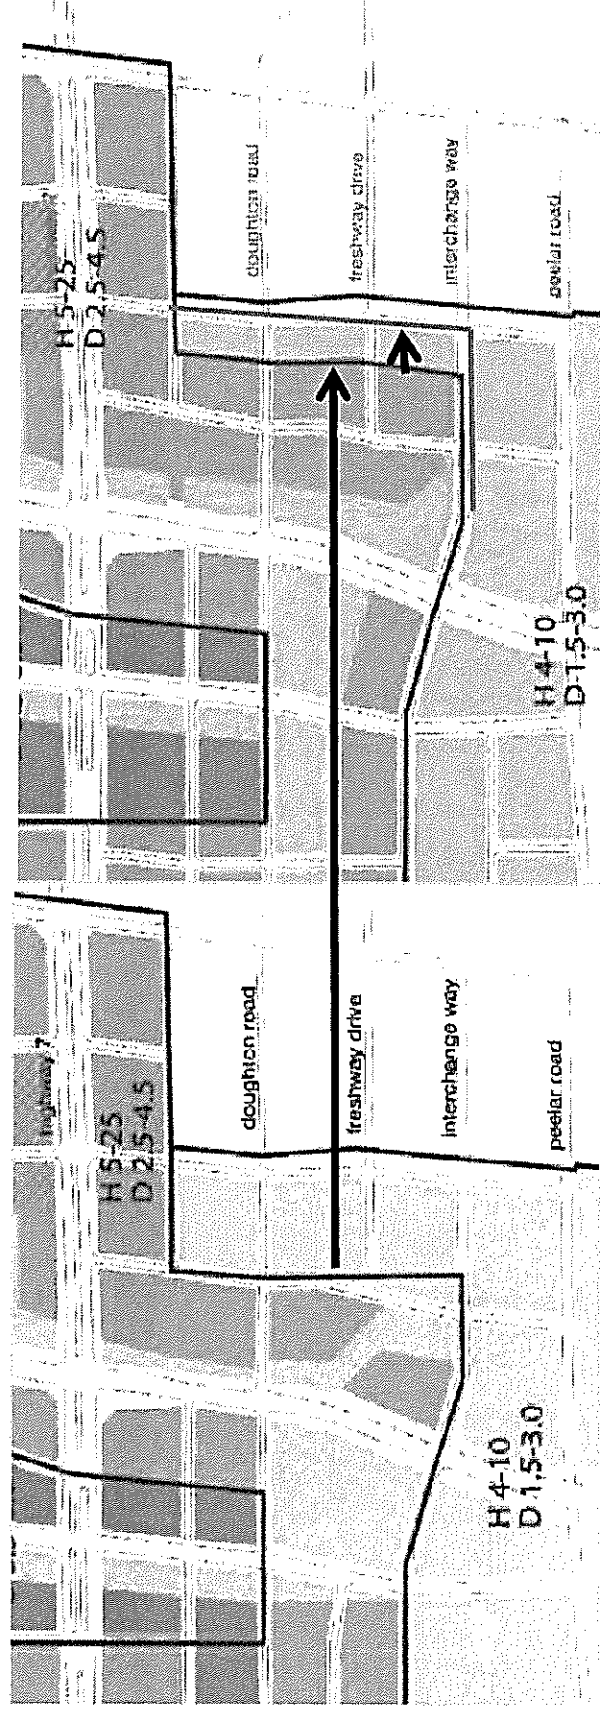 H 5-25
D 2.5-4.5
doughton road
freshway drive
interchange way
peelar road
H 4-10
D 1.5-3.0
highway 7
H 5-25
D 2.5-4.5
doughton road
freshway drive
interchange way
peelar road
H 4-10
D 1.5-3.0